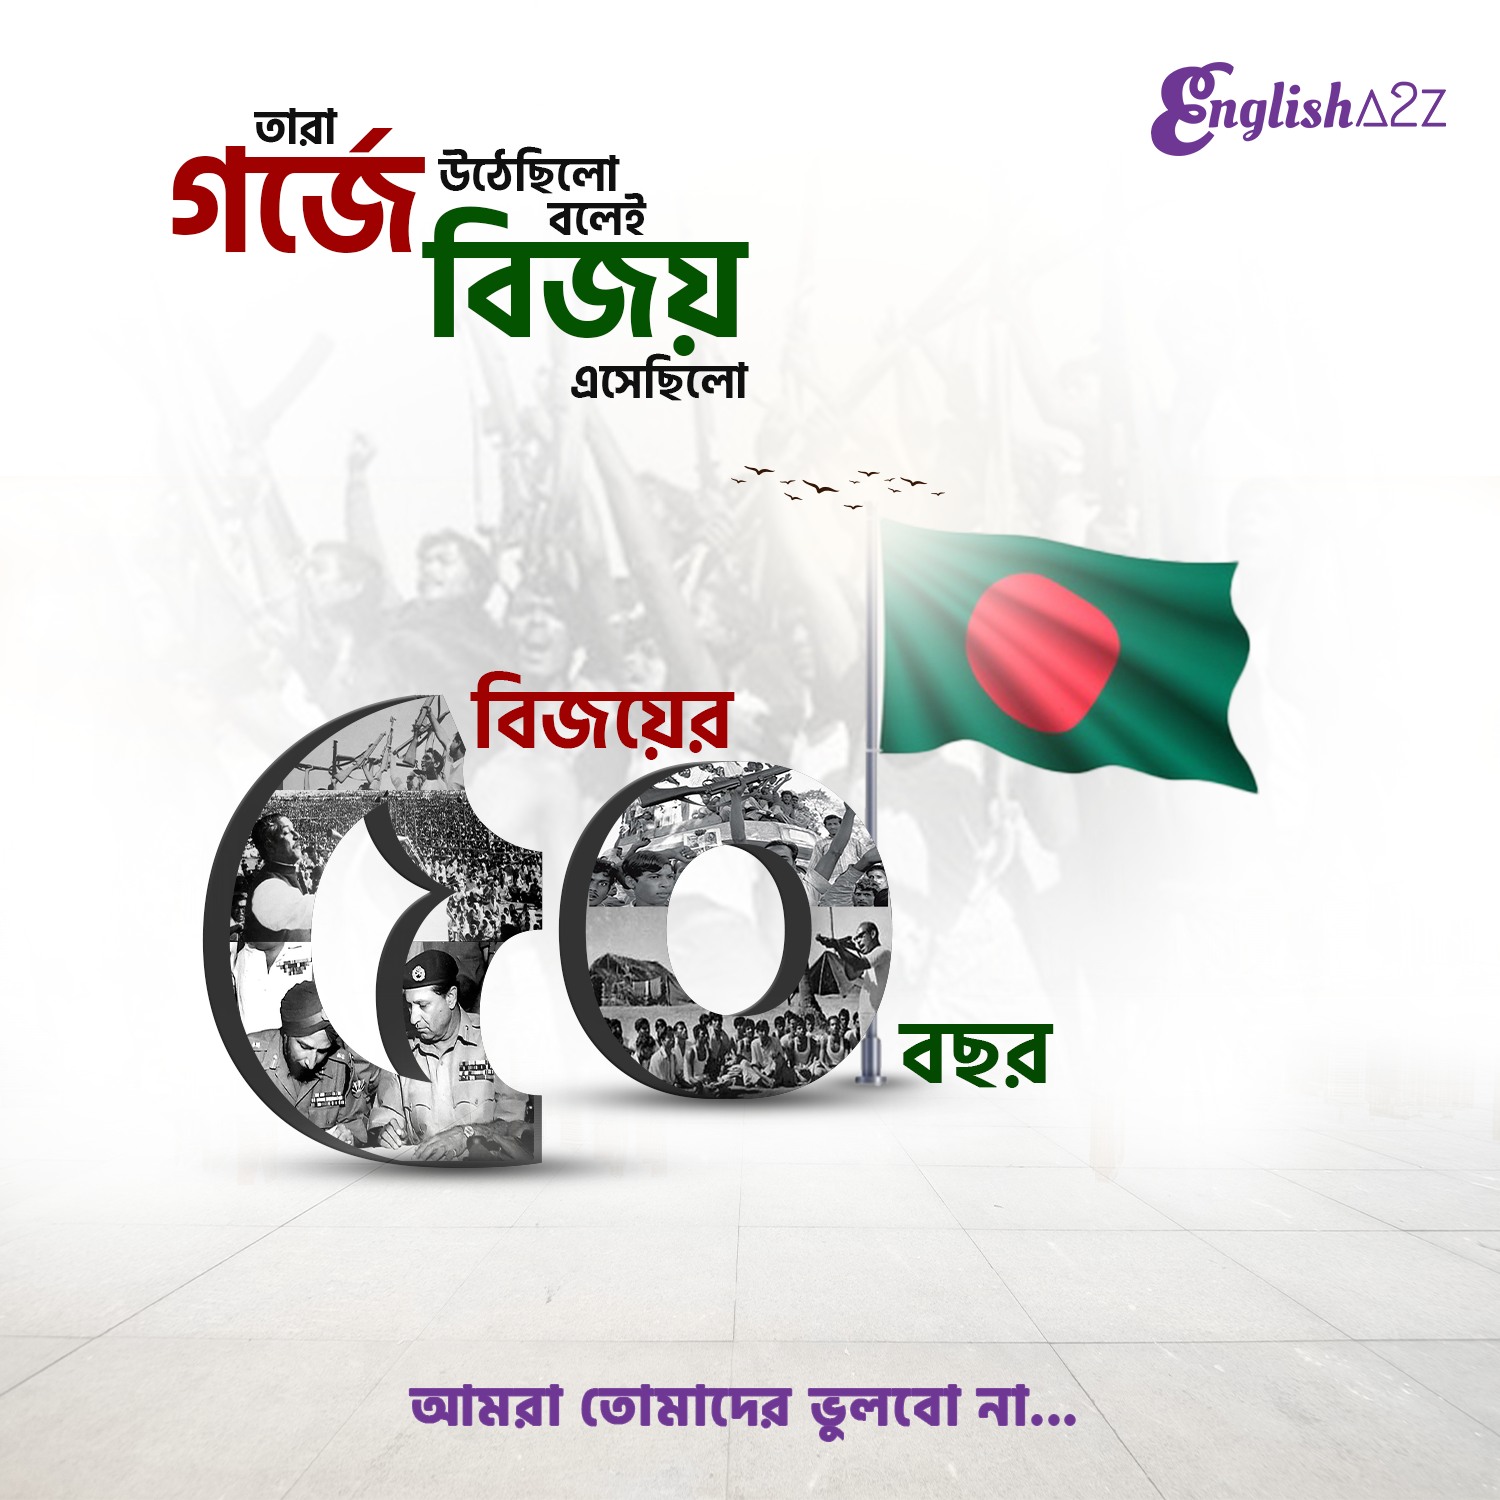 EnglishA2Z
তারা
গর্জে উঠেছিলো
বলেই
বিজয়
এসেছিলো
বিজয়ের
৫০
বছর
আমরা তোমাদের ভুলবো না...